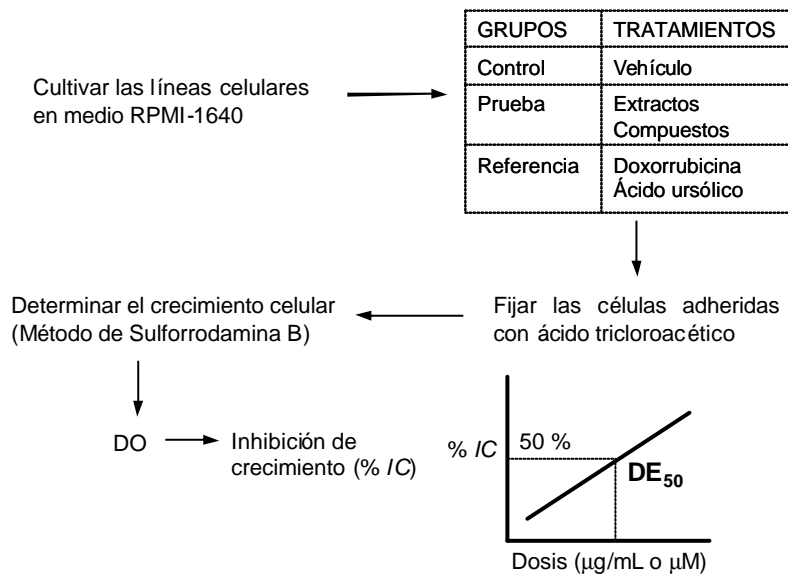 Cultivar las líneas celulares
en medio RPMI-1640
GRUPOS TRATAMIENTOS
Control Vehículo
Prueba Extractos
Compuestos
Referencia Doxorrubicina
Ácido ursólico
Fijar las células adheridas
con ácido tricloroacético
Determinar el crecimiento celular
(Método de Sulforrodamina B)
DO
Inhibición de
crecimiento (% IC)
% IC
50 %
DE50
Dosis (μg/mL o μM)